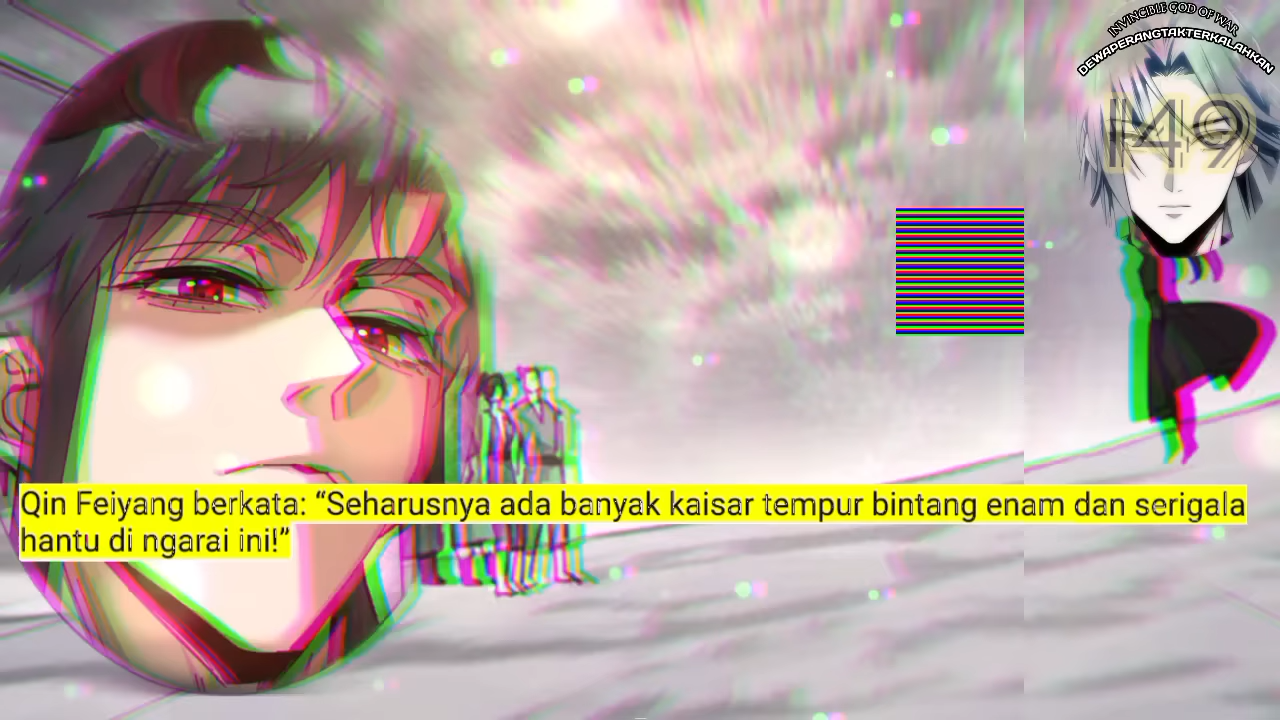 INVINCIBLE GOD OF WAR
DEWAPERANGTAKTERKALAHKAN
149
Qin Feiyang berkata: “Seharusnya ada banyak kaisar tempur bintang enam dan serigala
hantu di ngarai ini!”